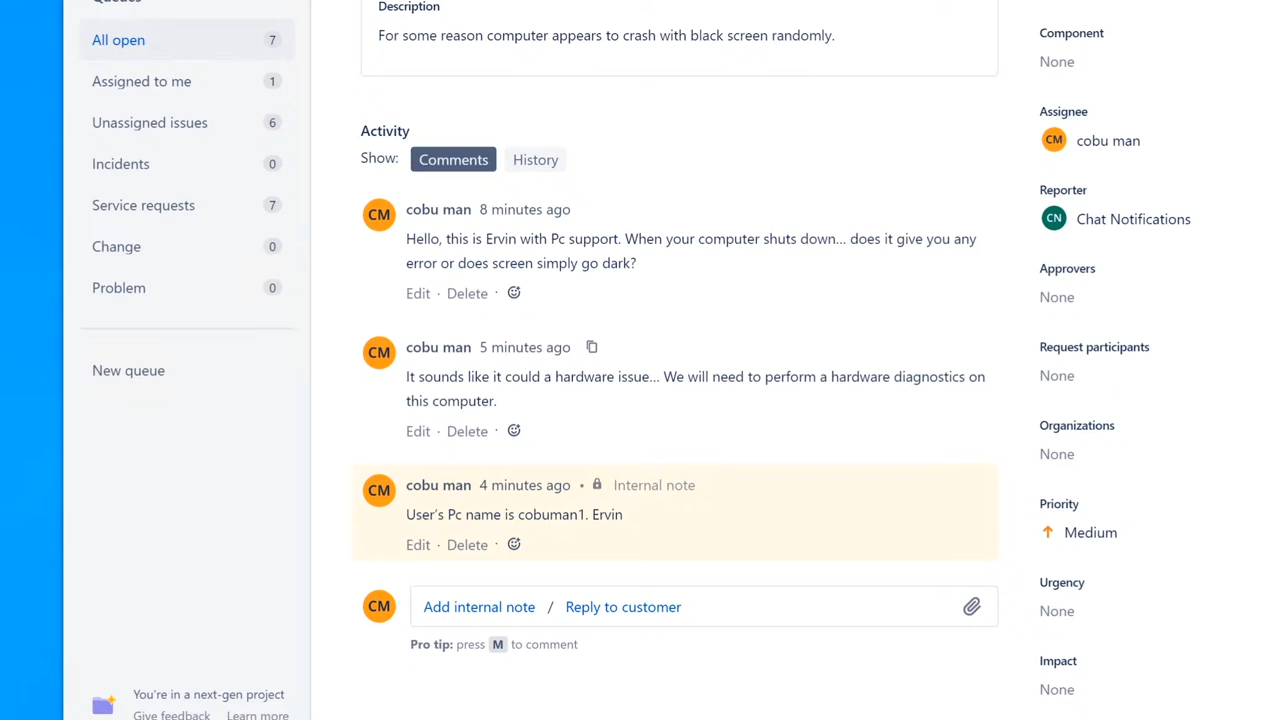 Queues
All open 7
Assigned to me 1
Unassigned issues 6
Incidents 0
Service requests 7
Change 0
Problem 0
New queue
You're in a next-gen project
Give feedback Learn more
Description
For some reason computer appears to crash with black screen randomly.
Activity
Show: Comments History
CM cobu man 8 minutes ago
Hello, this is Ervin with Pc support. When your computer shuts down... does it give you any
error or does screen simply go dark?
Edit · Delete ·
CM cobu man 5 minutes ago
It sounds like it could a hardware issue... We will need to perform a hardware diagnostics on
this computer.
Edit · Delete ·
CM cobu man 4 minutes ago • Internal note
User's Pc name is cobuman1. Ervin
Edit · Delete ·
CM Add internal note / Reply to customer
Pro tip: press M to comment
Component
None
Assignee
CM cobu man
Reporter
CN Chat Notifications
Approvers
None
Request participants
None
Organizations
None
Priority
Medium
Urgency
None
Impact
None